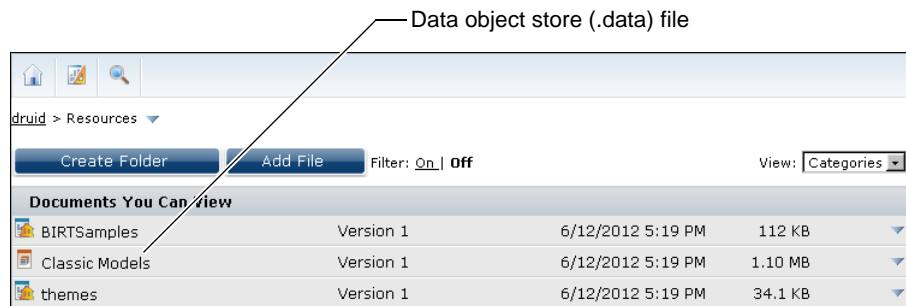 Data object store (.data) file
druid > Resources
Create Folder Add File Filter: On | Off View: Categories
Documents You Can View
BIRTSamples Version 1 6/12/2012 5:19 PM 112 KB
Classic Models Version 1 6/12/2012 5:19 PM 1.10 MB
themes Version 1 6/12/2012 5:19 PM 34.1 KB